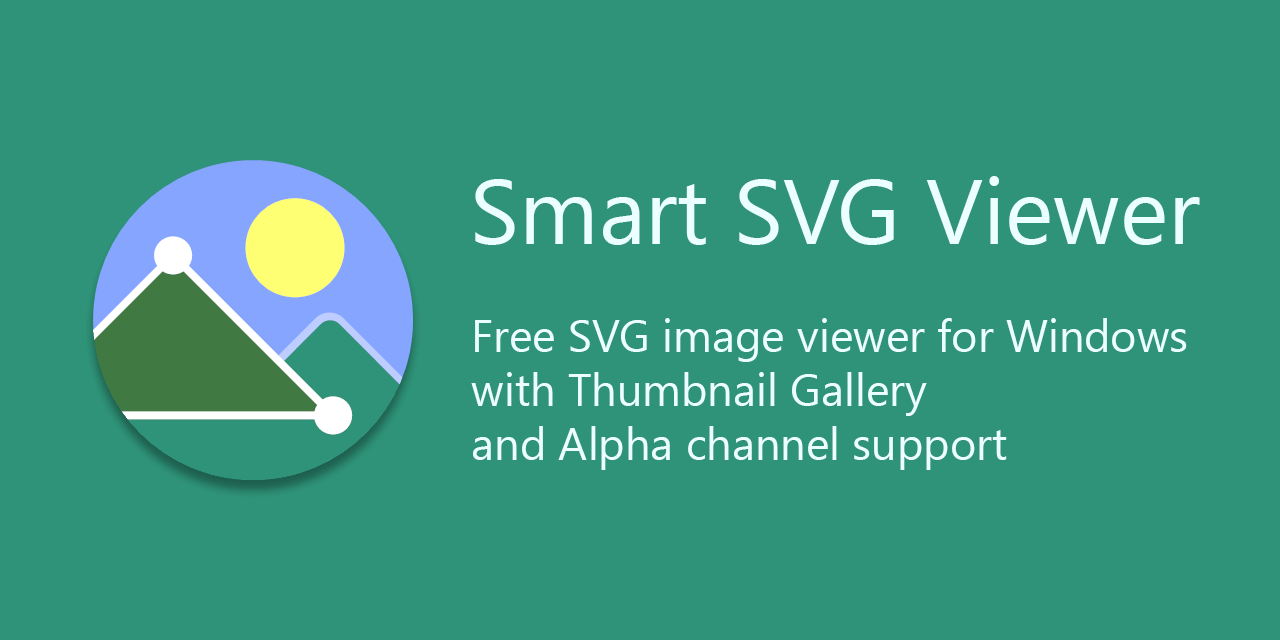 Smart SVG Viewer
Free SVG image viewer for Windows
with Thumbnail Gallery
and Alpha channel support